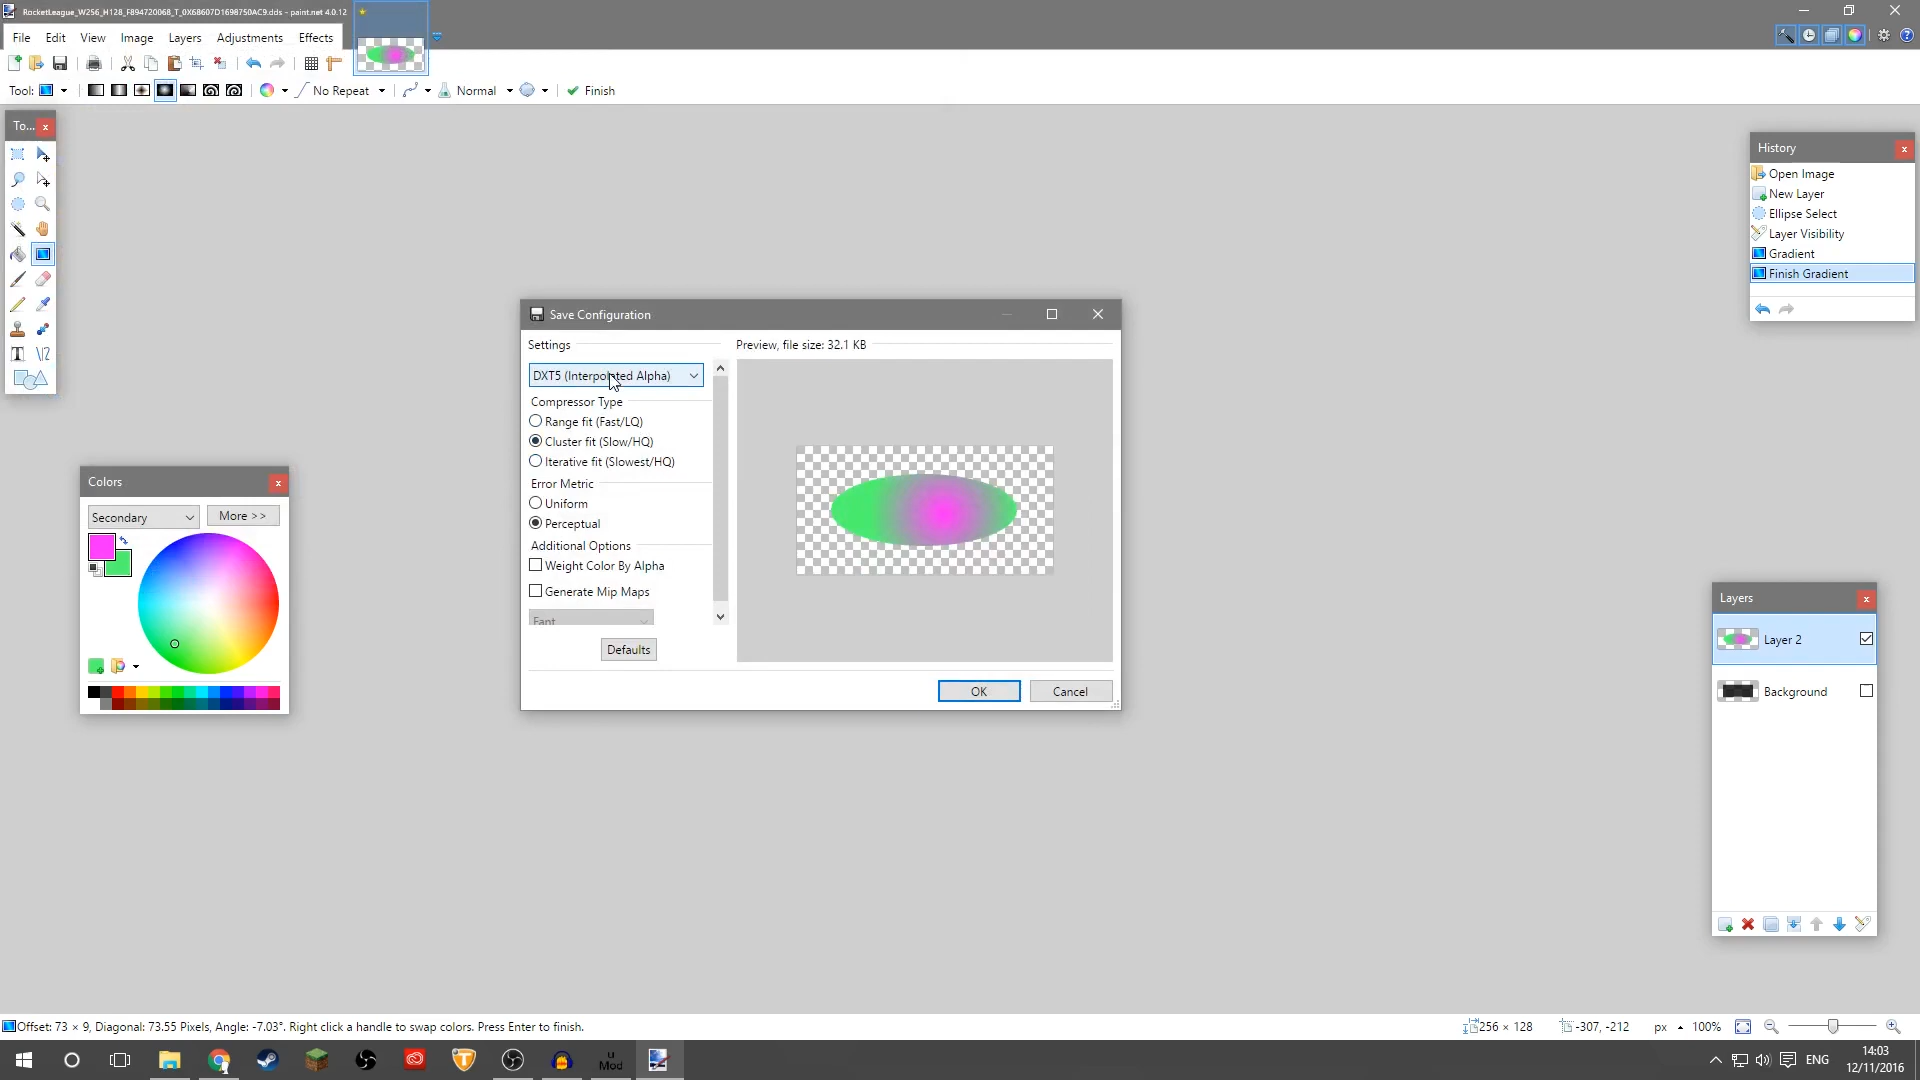 RocketLeague_W256_H128_F894720068_T_0X68607D1698750AC9.dds - paint.net 4.0.12
File Edit View Image Layers Adjustments Effects
Tool: No Repeat Normal Finish
To... x
History x
Open Image
New Layer
Ellipse Select
Layer Visibility
Gradient
Finish Gradient
Save Configuration
Settings
Preview, file size: 32.1 KB
DXT5 (Interpolated Alpha)
Compressor Type
Range fit (Fast/LQ)
Cluster fit (Slow/HQ)
Iterative fit (Slowest/HQ)
Error Metric
Uniform
Perceptual
Additional Options
Weight Color By Alpha
Generate Mip Maps
Fant
Defaults
OK Cancel
Colors x
Secondary More >>
Layers x
Layer 2
Background
Offset: 73 × 9, Diagonal: 73.55 Pixels, Angle: -7.03°. Right click a handle to swap colors. Press Enter to finish.
256 × 128 -307, -212 px 100%
u
Mod
ENG
14:03
12/11/2016